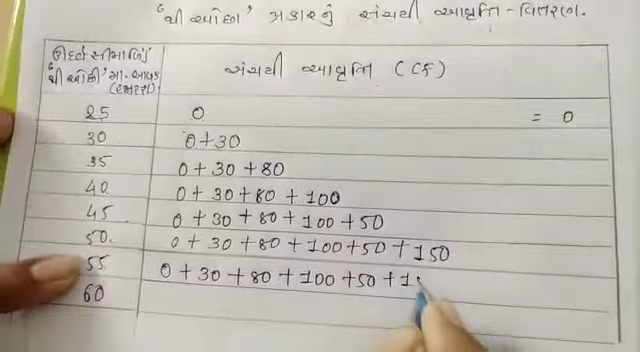 'થી ઓછા' પ્રકારનું સંચયી આવૃત્તિ-વિતરણ.
ઊર્ધ્વ સીમાબિંદુ સંચયી આવૃત્તિ (CF)
'થી ઓછી' મા. આવક
25 0 = 0
30 0+30
35 0 + 30 + 80
40 0 + 30 + 80 + 100
45 0 + 30 + 80 + 100 + 50
50. 0 + 30 + 80 + 100 + 50 + 150
55 0 + 30 + 80 + 100 + 50 + 1
60